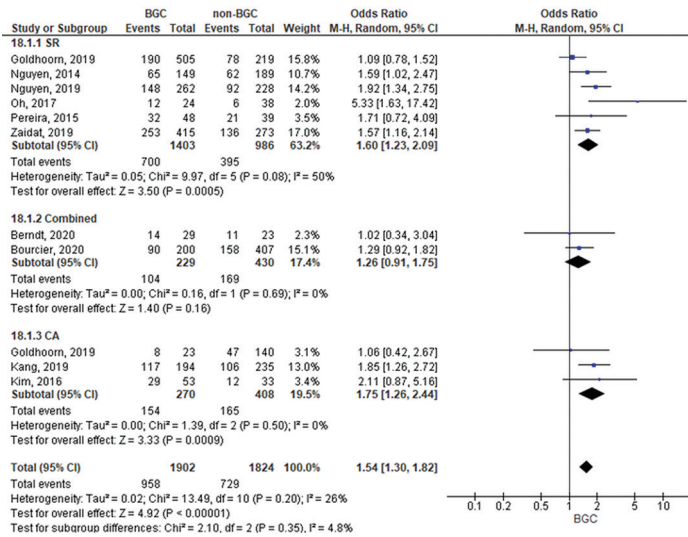 BGC non-BGC Odds Ratio Odds Ratio
Study or Subgroup Events Total Events Total Weight M-H, Random, 95% CI M-H, Random, 95% CI
18.1.1 SR
Goldhoorn, 2019 190 505 78 219 15.8% 1.09 [0.78, 1.52]
Nguyen, 2014 65 149 62 189 11.0% 1.59 [1.02, 2.47]
Nguyen, 2019 148 262 92 228 13.6% 1.92 [1.34, 2.75]
Oh, 2017 12 24 6 38 2.0% 5.33 [1.63, 17.42]
Pereira, 2015 32 48 21 39 3.6% 1.71 [0.72, 4.09]
Zaidat, 2019 253 415 136 273 17.0% 1.57 [1.16, 2.14]
Subtotal (95% CI) 1403 986 63.2% 1.60 [1.23, 2.09]
Total events 700 395
Heterogeneity: Tau² = 0.05; Chi² = 9.97, df = 5 (P = 0.08); I² = 50%
Test for overall effect: Z = 3.50 (P = 0.0005)
18.1.2 Combined
Berndt, 2020 14 29 11 23 2.3% 1.02 [0.34, 3.04]
Bourcier, 2020 90 200 158 407 15.1% 1.29 [0.92, 1.82]
Subtotal (95% CI) 229 430 17.4% 1.26 [0.91, 1.75]
Total events 104 169
Heterogeneity: Tau² = 0.00; Chi² = 0.16, df = 1 (P = 0.69); I² = 0%
Test for overall effect: Z = 1.40 (P = 0.16)
18.1.3 CA
Goldhoorn, 2019 8 23 47 140 3.1% 1.06 [0.42, 2.67]
Kang, 2019 117 194 106 235 13.0% 1.85 [1.26, 2.72]
Kim, 2016 29 53 12 33 3.4% 2.11 [0.87, 5.16]
Subtotal (95% CI) 270 408 19.5% 1.75 [1.26, 2.44]
Total events 154 165
Heterogeneity: Tau² = 0.00; Chi² = 1.39, df = 2 (P = 0.50); I² = 0%
Test for overall effect: Z = 3.33 (P = 0.0009)
Total (95% CI) 1902 1824 100.0% 1.54 [1.30, 1.82]
Total events 958 729
Heterogeneity: Tau² = 0.02; Chi² = 13.49, df = 10 (P = 0.20); I² = 26%
Test for overall effect: Z = 4.92 (P < 0.00001)
Test for subgroup differences: Chi² = 2.10, df = 2 (P = 0.35), I² = 4.8%
0.1 0.2 0.5 1 2 5 10
BGC